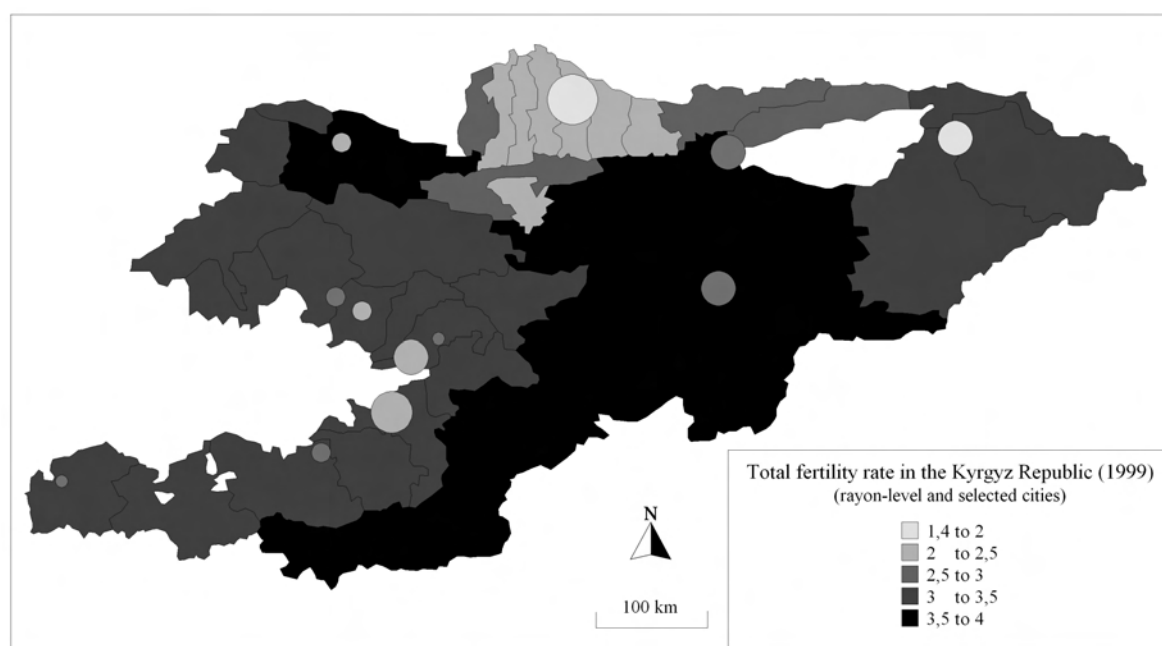 Total fertility rate in the Kyrgyz Republic (1999)
(rayon-level and selected cities)
1,4 to 2
2 to 2,5
2,5 to 3
3 to 3,5
3,5 to 4
N
100 km